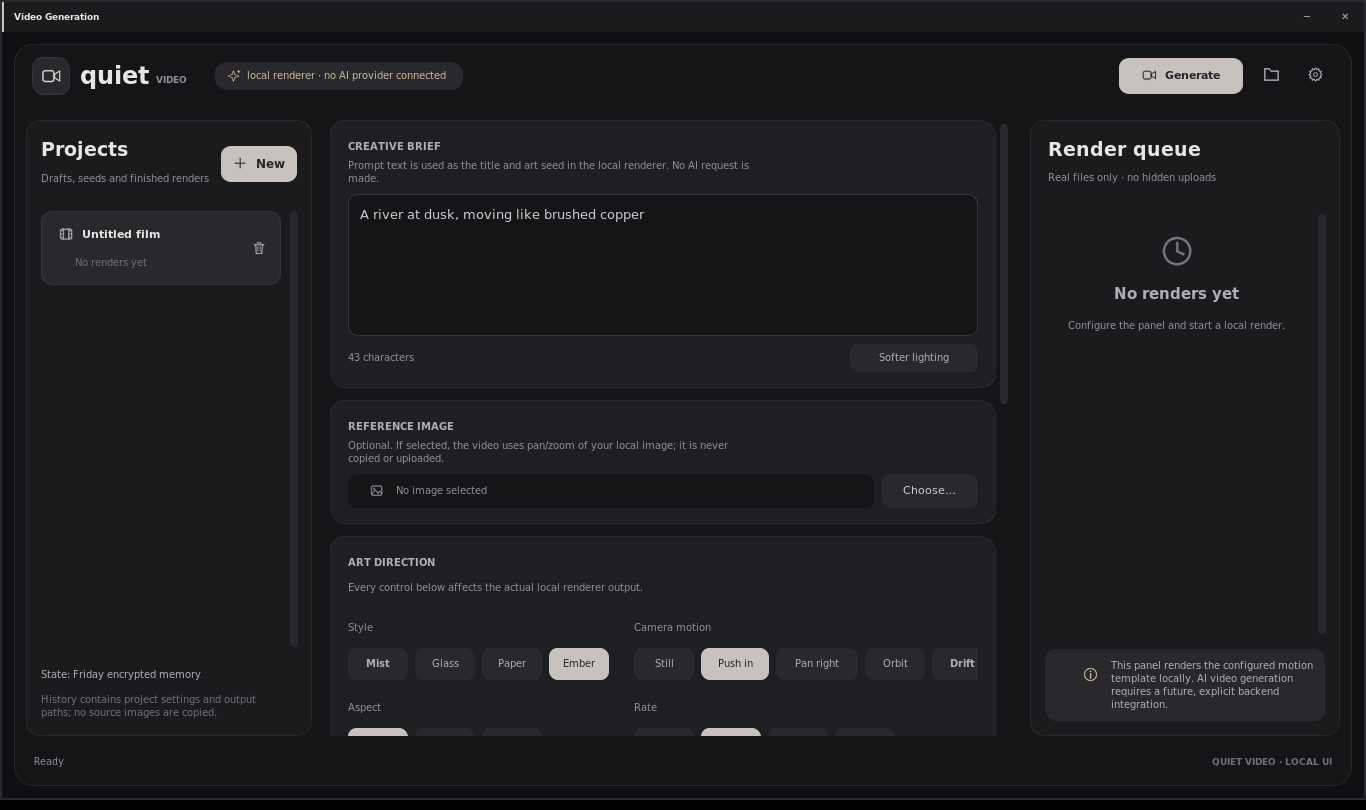 Video Generation
quiet VIDEO
local renderer · no AI provider connected
Generate
Projects
Drafts, seeds and finished renders
New
Untitled film
No renders yet
State: Friday encrypted memory
History contains project settings and output
paths; no source images are copied.
CREATIVE BRIEF
Prompt text is used as the title and art seed in the local renderer. No AI request is
made.
A river at dusk, moving like brushed copper
43 characters
Softer lighting
REFERENCE IMAGE
Optional. If selected, the video uses pan/zoom of your local image; it is never
copied or uploaded.
No image selected
Choose...
ART DIRECTION
Every control below affects the actual local renderer output.
Style
Mist
Glass
Paper
Ember
Camera motion
Still
Push in
Pan right
Orbit
Drift
Aspect
Rate
Render queue
Real files only · no hidden uploads
No renders yet
Configure the panel and start a local render.
This panel renders the configured motion
template locally. AI video generation
requires a future, explicit backend
integration.
Ready
QUIET VIDEO · LOCAL UI